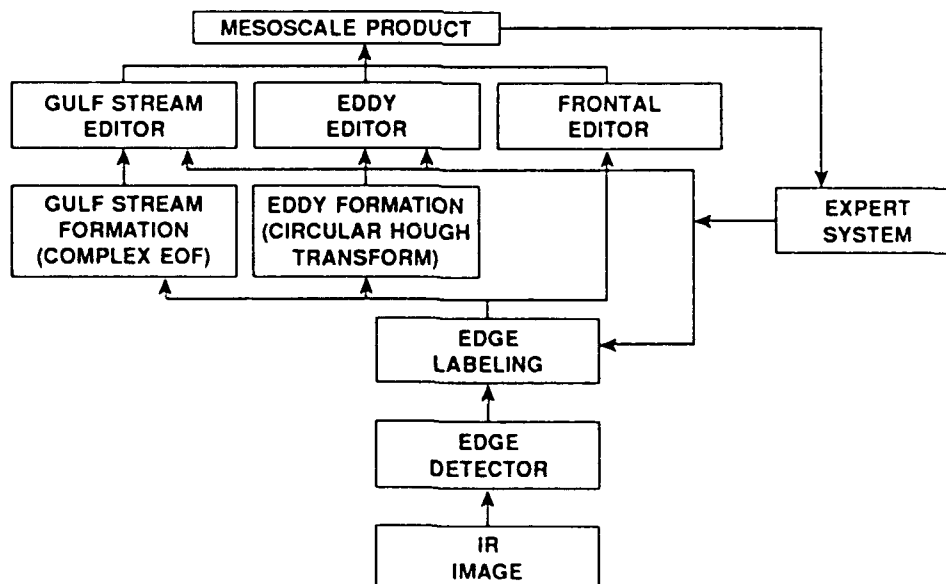 MESOSCALE PRODUCT
GULF STREAM
EDITOR
EDDY
EDITOR
FRONTAL
EDITOR
GULF STREAM
FORMATION
(COMPLEX EOF)
EDDY FORMATION
(CIRCULAR HOUGH
TRANSFORM)
EXPERT
SYSTEM
EDGE
LABELING
EDGE
DETECTOR
IR
IMAGE